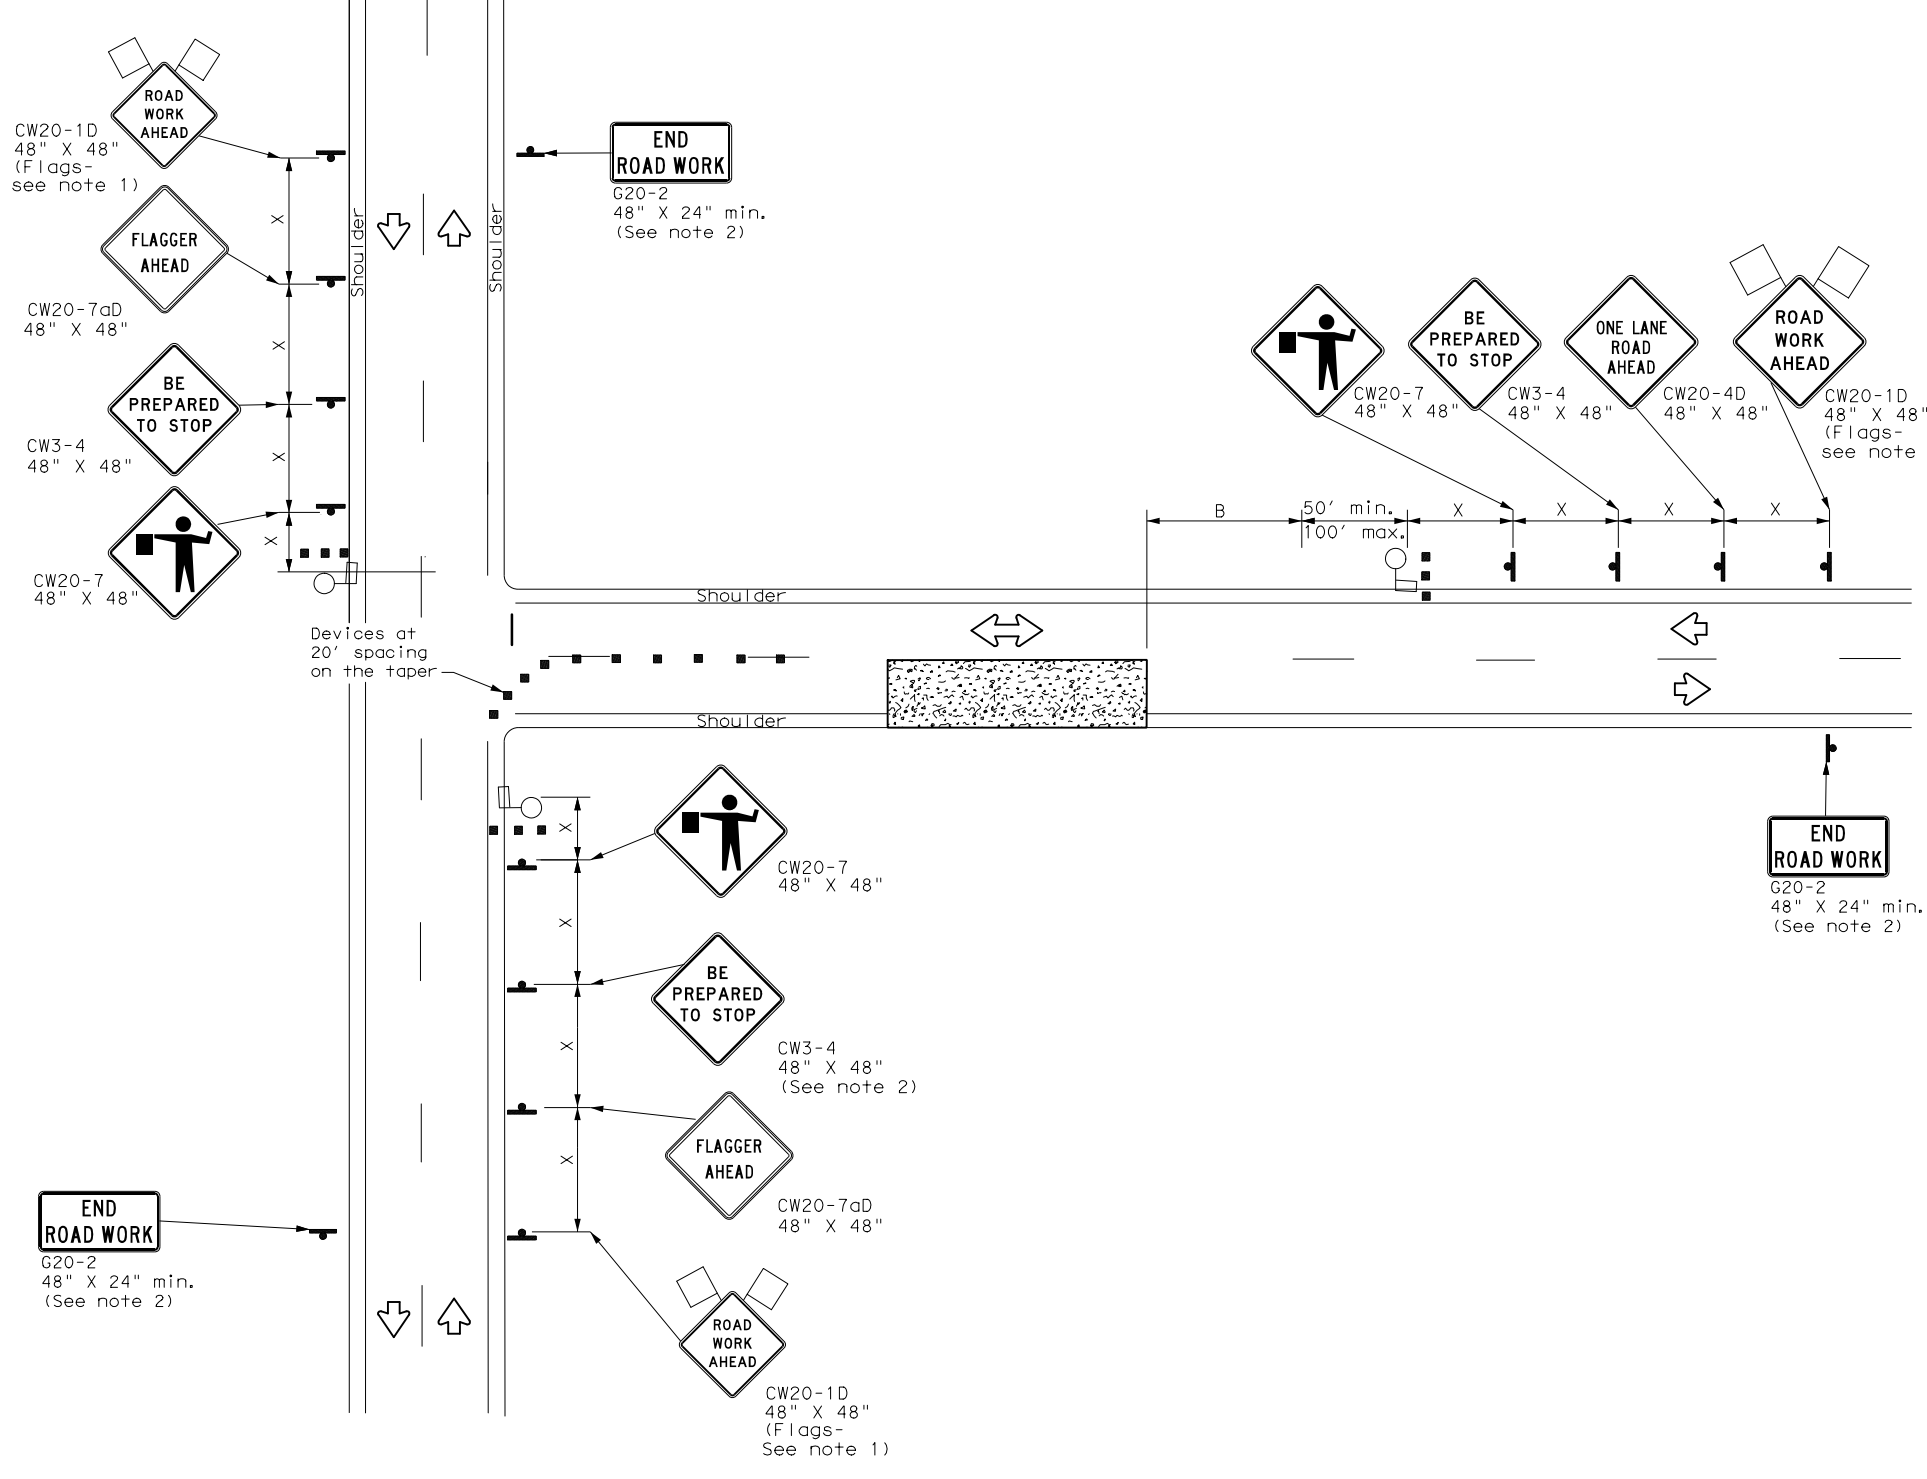 ROAD
WORK
AHEAD
CW20-1D
48" X 48"
(Flags-
see note 1)
X
FLAGGER
AHEAD
CW20-7aD
48" X 48"
X
BE
PREPARED
TO STOP
CW3-4
48" X 48"
X
CW20-7
48" X 48"
X
Shoulder
Shoulder
END
ROAD WORK
G20-2
48" X 24" min.
(See note 2)
CW20-7
48" X 48"
BE
PREPARED
TO STOP
CW3-4
48" X 48"
ONE LANE
ROAD
AHEAD
CW20-4D
48" X 48"
ROAD
WORK
AHEAD
CW20-1D
48" X 48"
(Flags-
see note
B
50' min.
100' max.
X
X
X
X
Shoulder
Devices at
20' spacing
on the taper
Shoulder
X
CW20-7
48" X 48"
X
BE
PREPARED
TO STOP
CW3-4
48" X 48"
(See note 2)
X
FLAGGER
AHEAD
CW20-7aD
48" X 48"
X
ROAD
WORK
AHEAD
CW20-1D
48" X 48"
(Flags-
See note 1)
END
ROAD WORK
G20-2
48" X 24" min.
(See note 2)
END
ROAD WORK
G20-2
48" X 24" min.
(See note 2)